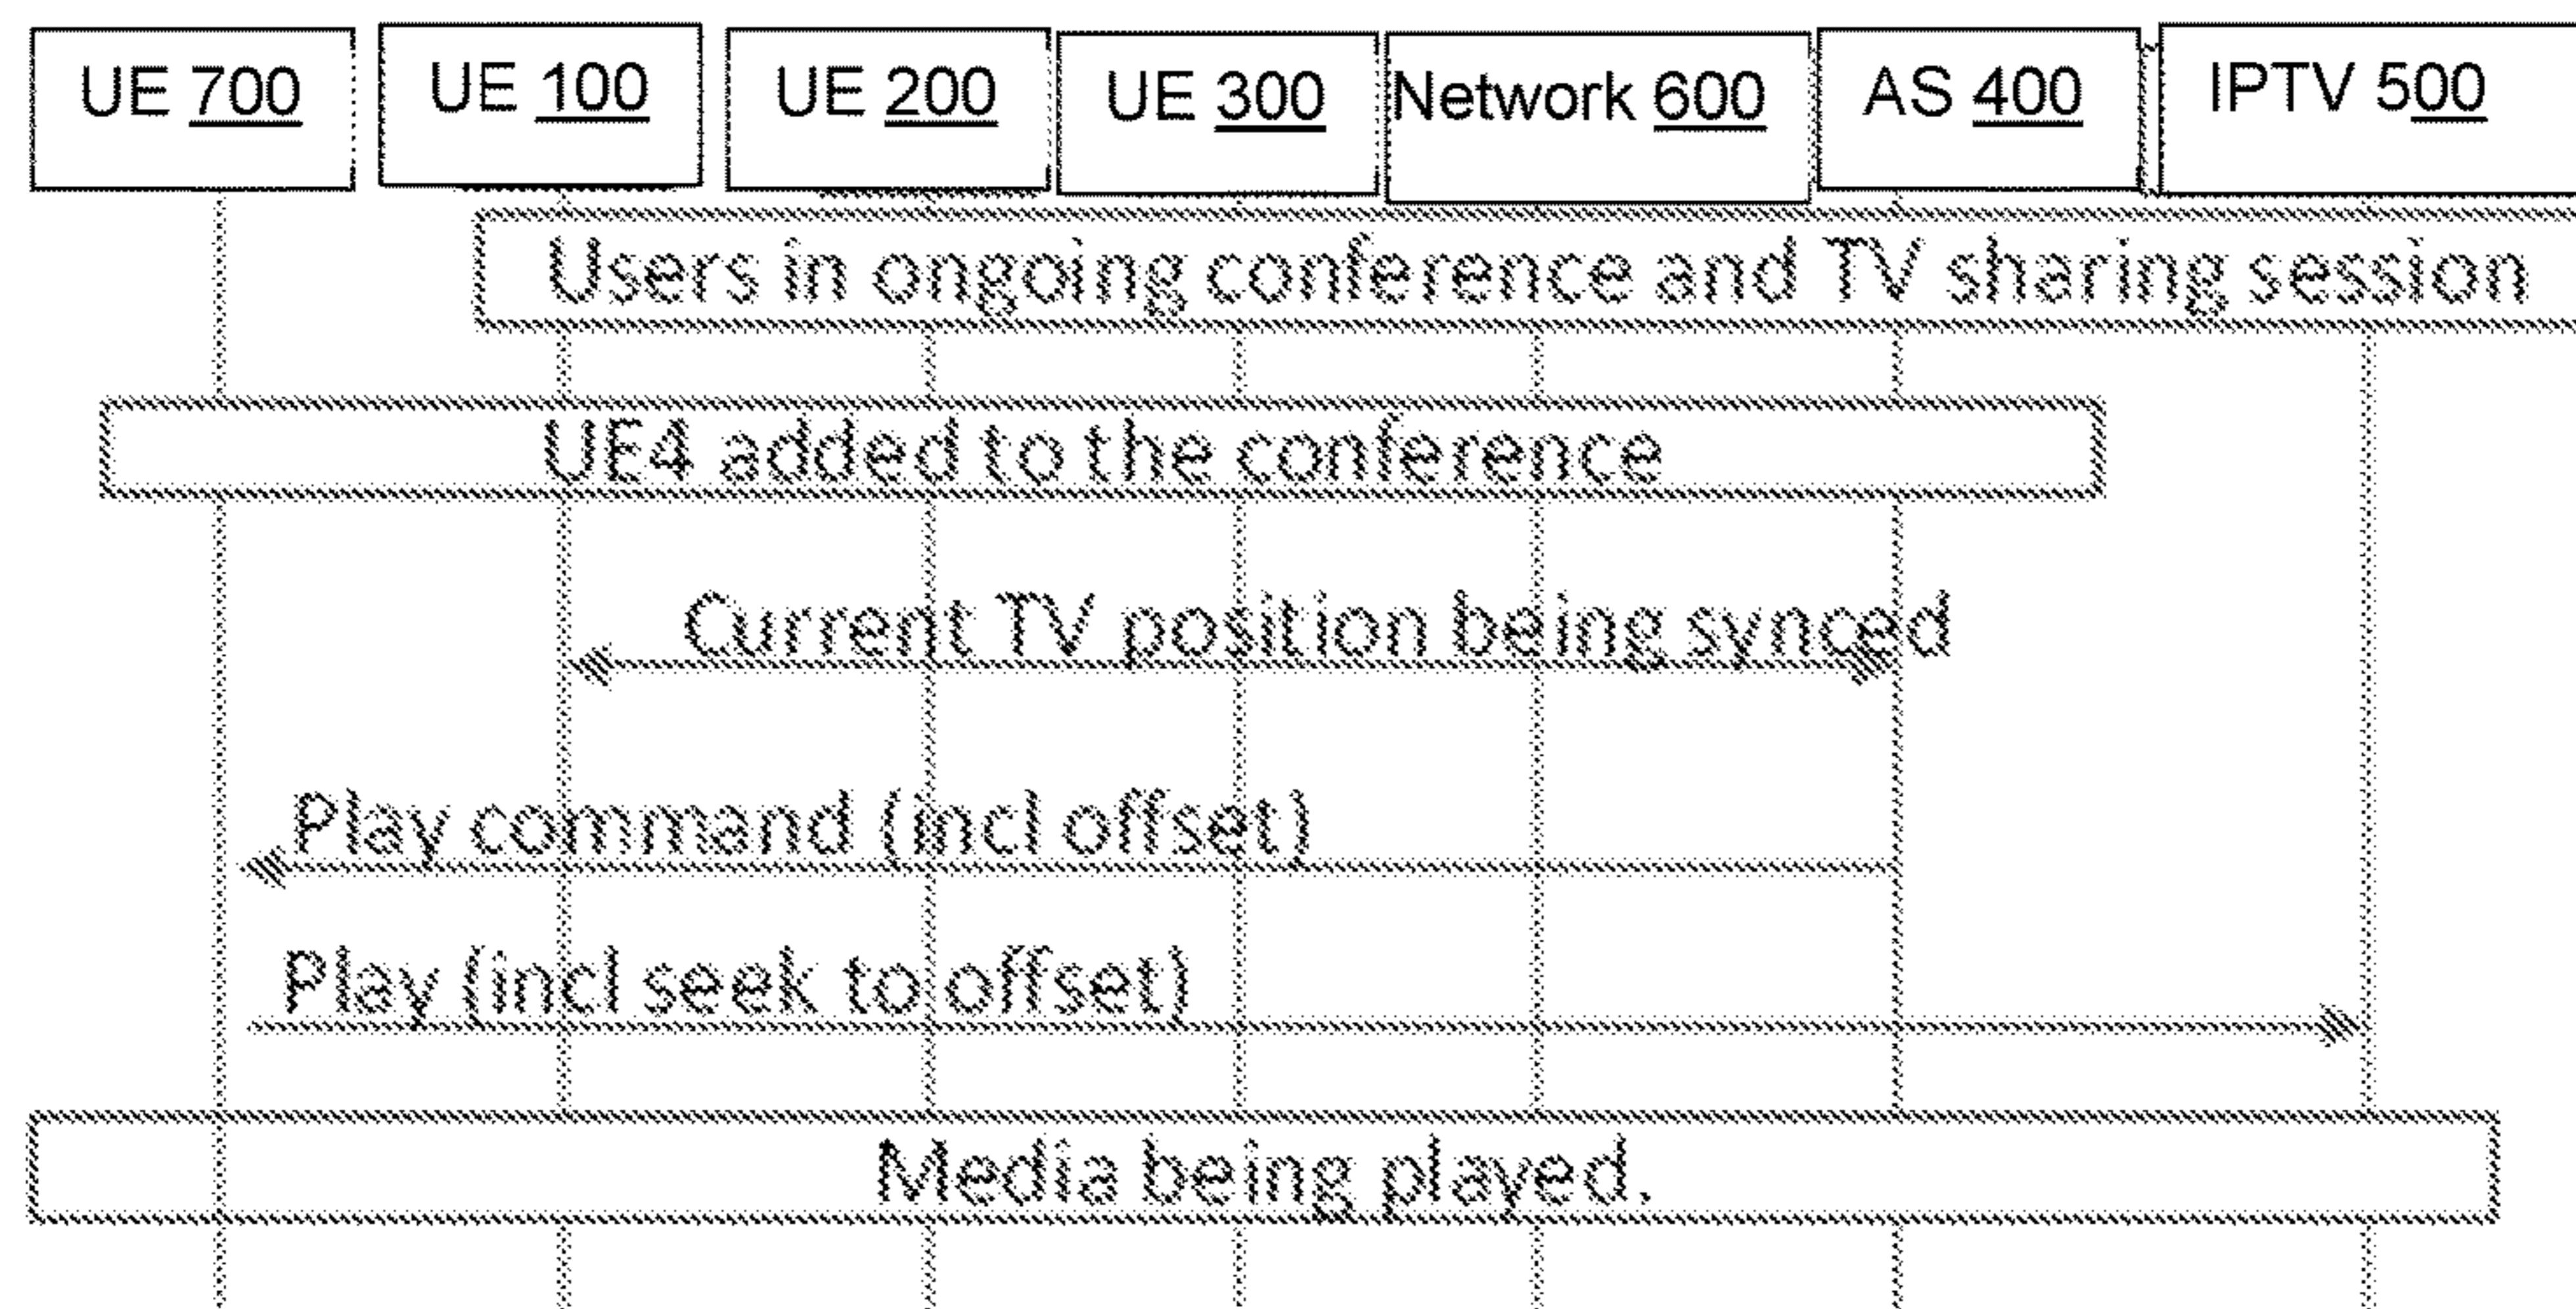 UE 700
UE 100
UE 200
UE 300
Network 600
AS 400
IPTV 500
Users in ongoing conference and TV sharing session
UE4 added to the conference
Current TV position being synced
Play command (incl offset)
Play (incl seek to offset)
Media being played.